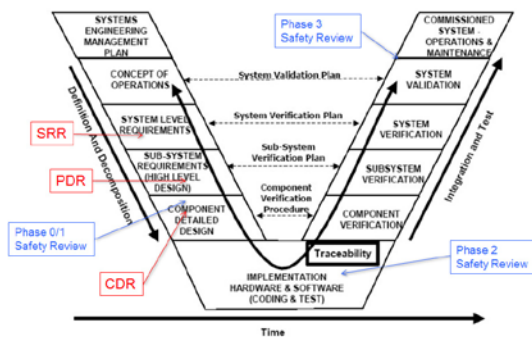 SYSTEMS
ENGINEERING
MANAGEMENT
PLAN
Phase 3
Safety Review
COMMISSIONED
SYSTEM -
OPERATIONS &
MAINTENANCE
CONCEPT OF
OPERATIONS
System Validation Plan
SYSTEM
VALIDATION
Definition And Decomposition
SRR
SYSTEM LEVEL
REQUIREMENTS
System Verification Plan
SYSTEM
VERIFICATION
Integration and Test
PDR
SUB-SYSTEM
REQUIREMENTS
(HIGH LEVEL
DESIGN)
Sub-System
Verification Plan
SUBSYSTEM
VERIFICATION
Phase 0/1
Safety Review
COMPONENT
DETAILED
DESIGN
Component
Verification
Procedure
COMPONENT
VERIFICATION
CDR
Traceability
Phase 2
Safety Review
IMPLEMENTATION
HARDWARE & SOFTWARE
(CODING & TEST)
Time